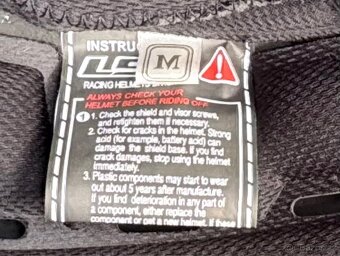 INSTRUC
M
RACING HELMETS
ALWAYS CHECK YOUR
HELMET BEFORE RIDING OFF
1 1. Check the shield and visor screws,
and retighten them if necessary.
2. Check for cracks in the helmet. Strong
acid (for example, battery acid) can
damage the shield base. If you find
crack damages, stop using the helmet
immediately.
3. Plastic components may start to wear
out about 5 years after manufacture.
If you find deterioration in any part of
a component, either replace the
component or get a new helmet. If these